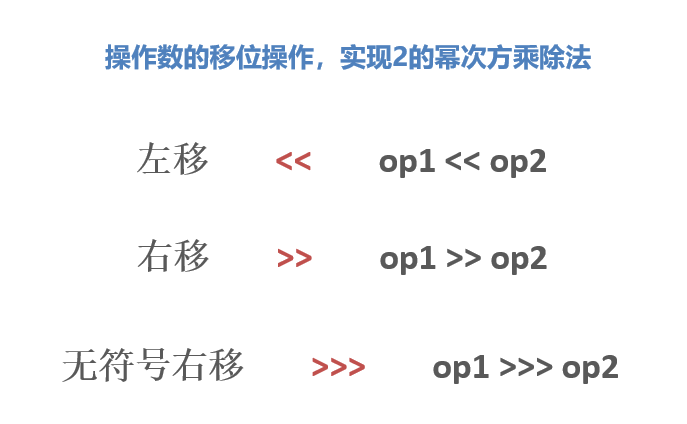 操作数的移位操作，实现2的幂次方乘除法
左移 << op1 << op2
右移 >> op1 >> op2
无符号右移 >>> op1 >>> op2